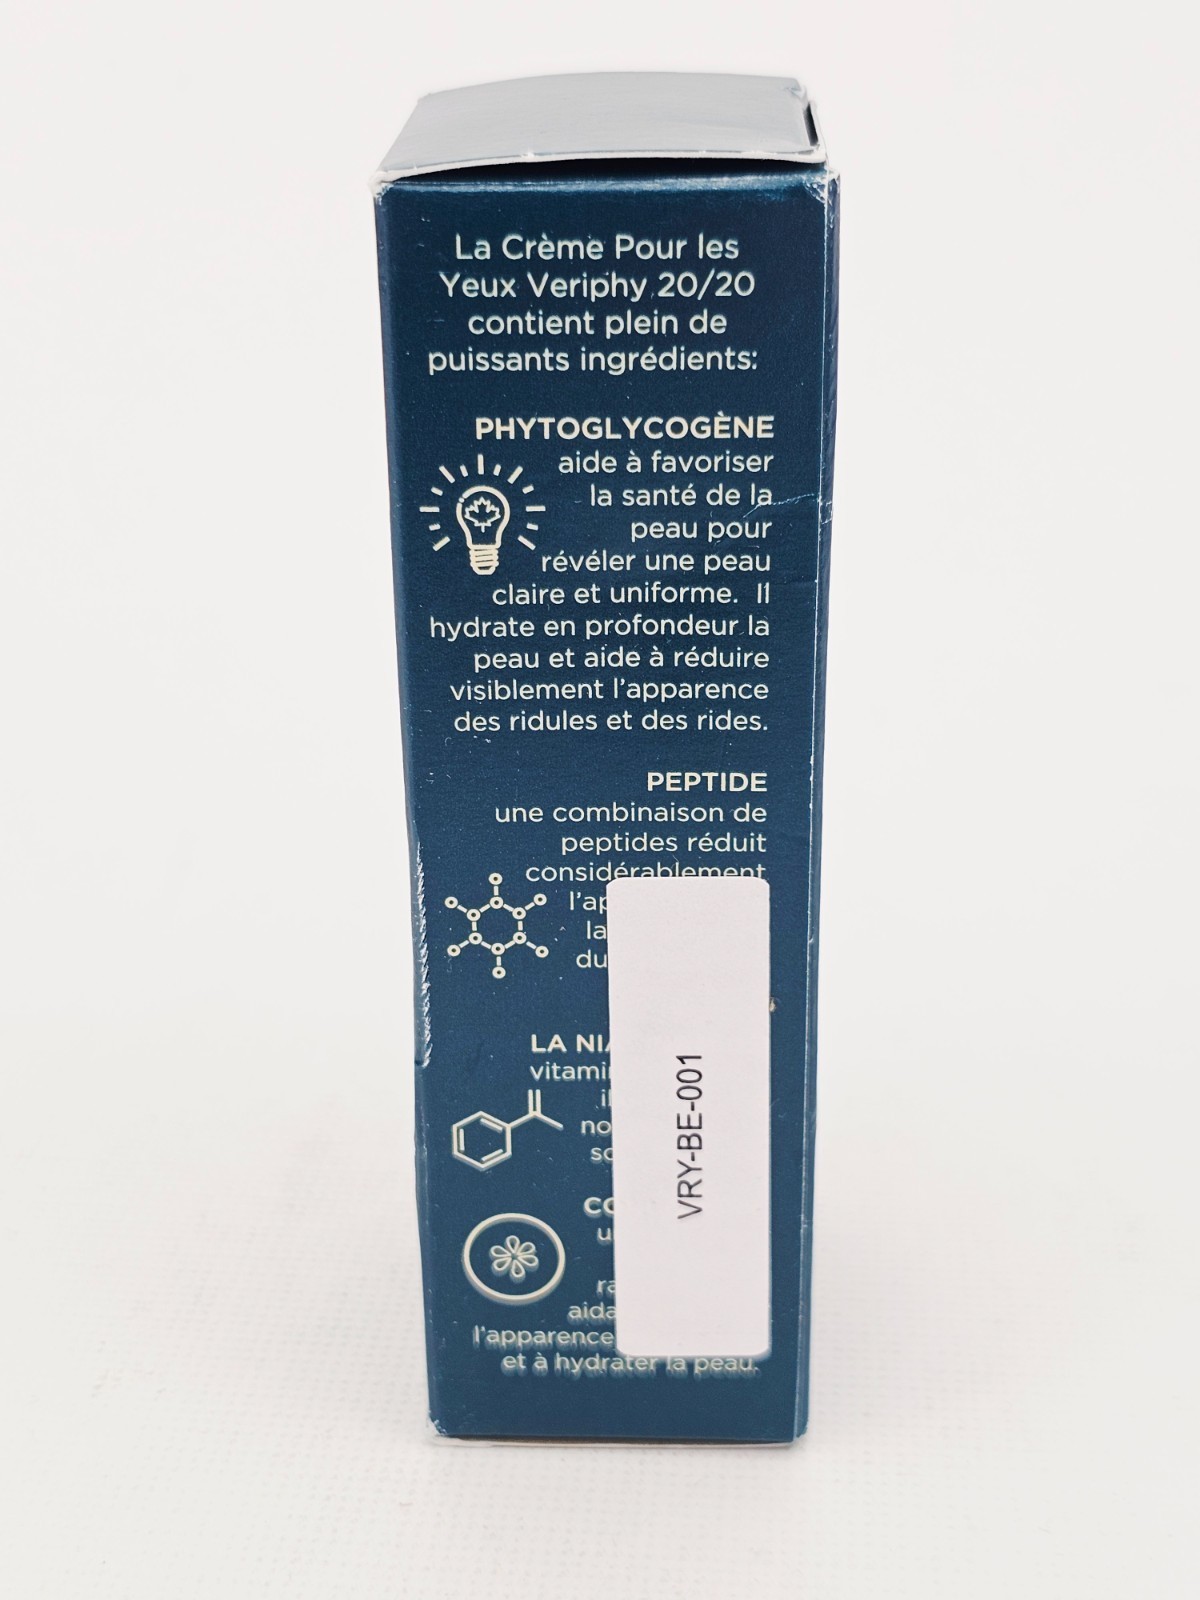 La Crème Pour les
Yeux Veriphy 20/20
contient plein de
puissants ingrédients:
PHYTOGLYCOGÈNE
aide à favoriser
la santé de la
peau pour
révéler une peau
claire et uniforme. Il
hydrate en profondeur la
peau et aide à réduire
visiblement l'apparence
des ridules et des rides.
PEPTIDE
une combinaison de
peptides réduit
considérablement
la
du
LA
l'apparence
et à hydrater la peau.
VRY-BE-001